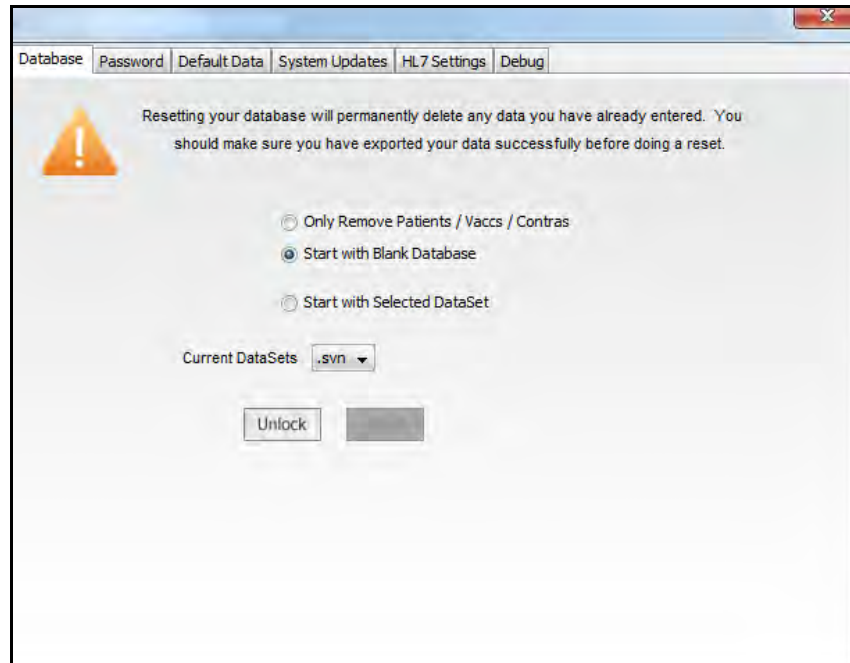 Database Password Default Data System Updates HL7 Settings Debug
Resetting your database will permanently delete any data you have already entered. You
should make sure you have exported your data successfully before doing a reset.
Only Remove Patients / Vaccs / Contras
Start with Blank Database
Start with Selected DataSet
Current DataSets .svn
Unlock